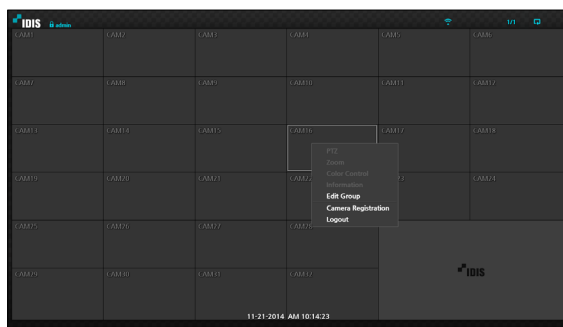 IDIS admin 1/1
CAM1 CAM2 CAM3 CAM4 CAM5 CAM6
CAM7 CAM8 CAM9 CAM10 CAM11 CAM12
CAM13 CAM14 CAM15 CAM16 CAM17 CAM18
PTZ
Zoom
Color Control
Information
Edit Group
Camera Registration
Logout
CAM19 CAM20 CAM21 CAM22 CAM24
CAM25 CAM26 CAM27 CAM28
CAM29 CAM30 CAM31 CAM32
IDIS
11-21-2014 AM 10:14:23